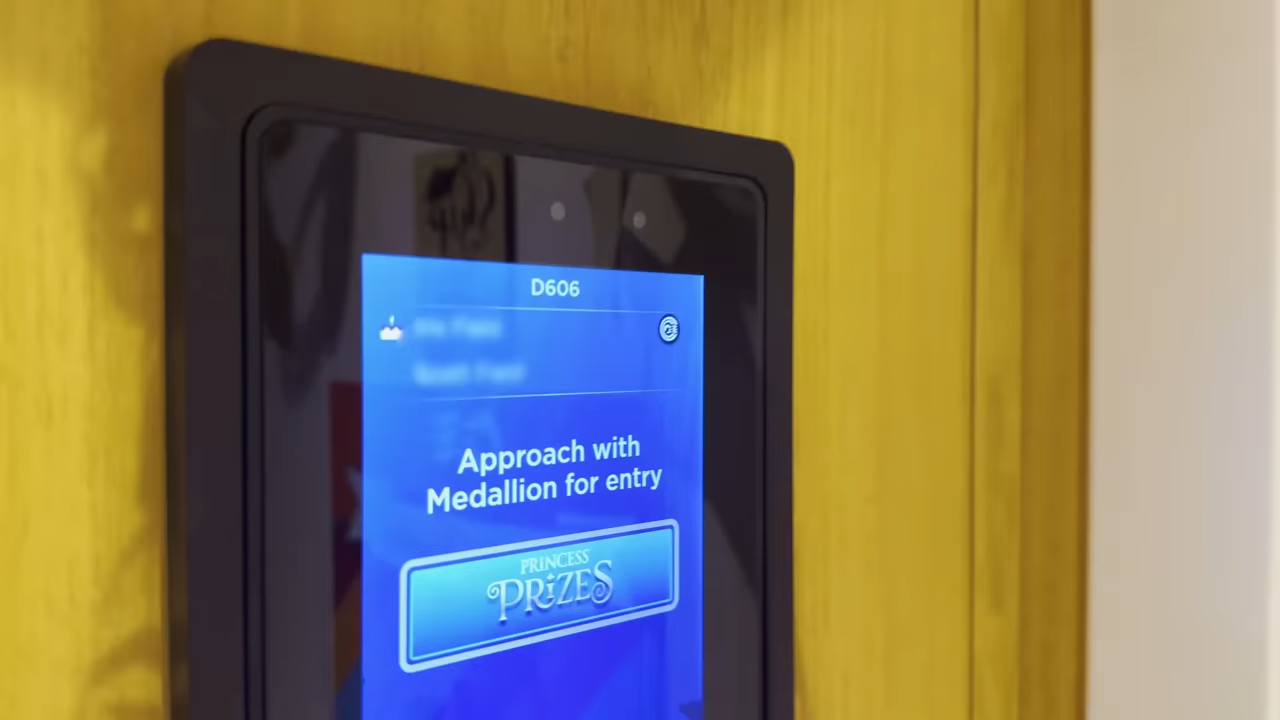 D606
Approach with
Medallion for entry
PRINCESS
PRiZES